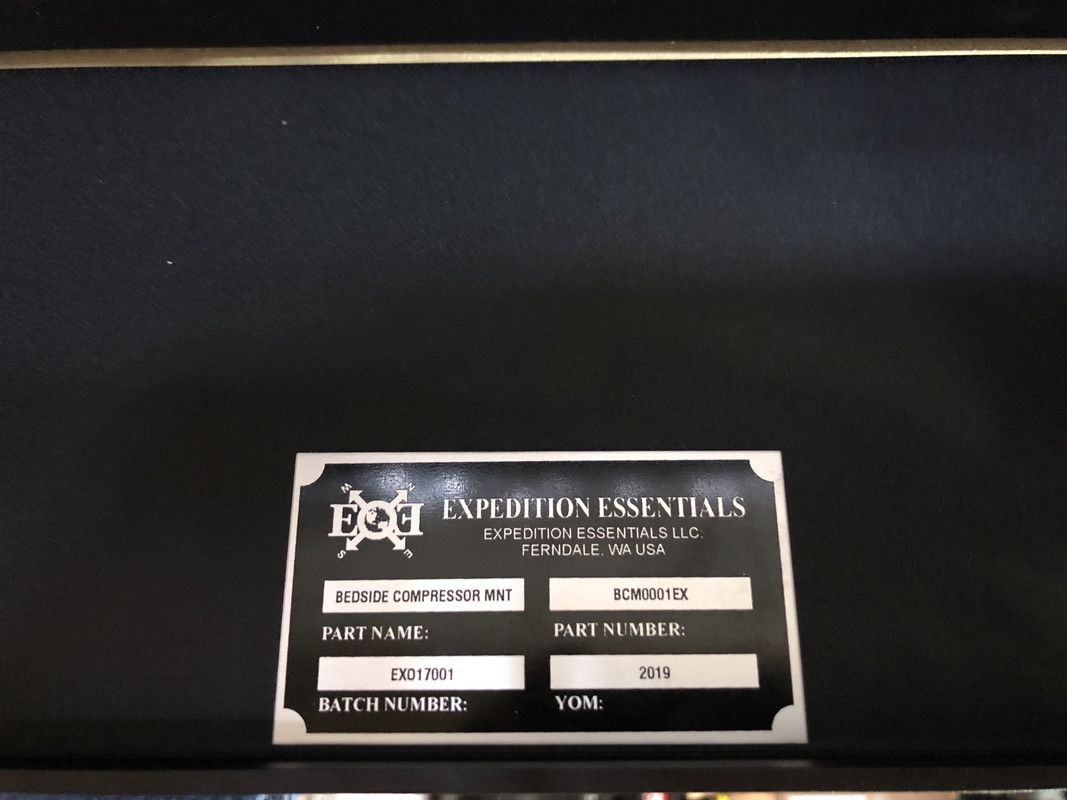 N
W
EE
S
E
EXPEDITION ESSENTIALS
EXPEDITION ESSENTIALS LLC.
FERNDALE, WA USA
BEDSIDE COMPRESSOR MNT
BCM0001EX
PART NAME:
PART NUMBER:
EX017001
2019
BATCH NUMBER:
YOM: